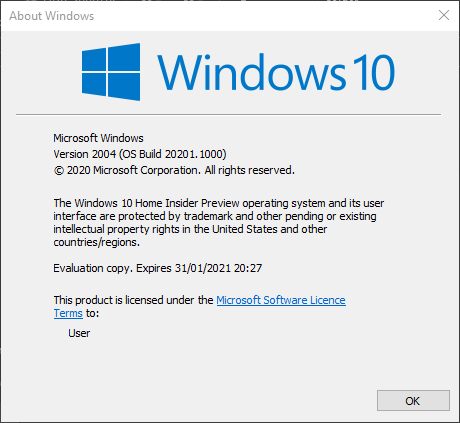 About Windows
Windows 10
Microsoft Windows
Version 2004 (OS Build 20201.1000)
© 2020 Microsoft Corporation. All rights reserved.
The Windows 10 Home Insider Preview operating system and its user
interface are protected by trademark and other pending or existing
intellectual property rights in the United States and other
countries/regions.
Evaluation copy. Expires 31/01/2021 20:27
This product is licensed under the Microsoft Software Licence
Terms to:
User
OK